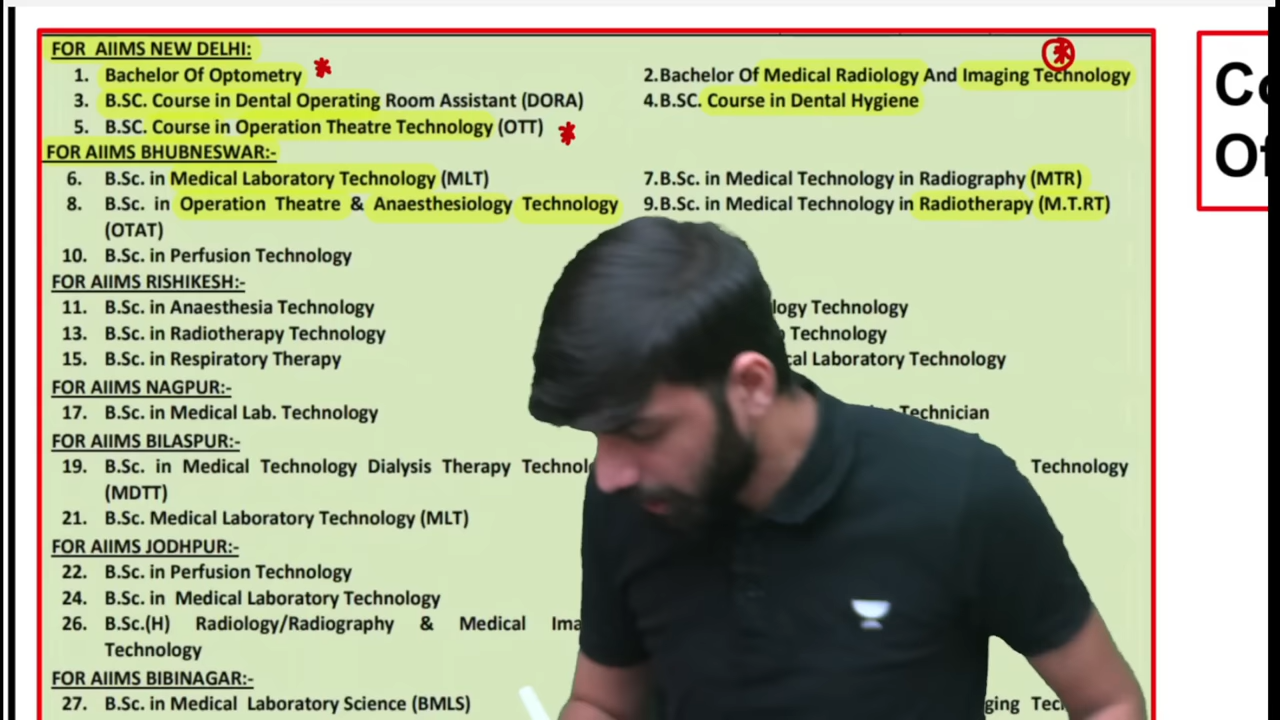 FOR AIIMS NEW DELHI:
1. Bachelor Of Optometry 2.Bachelor Of Medical Radiology And Imaging Technology
3. B.SC. Course in Dental Operating Room Assistant (DORA) 4.B.SC. Course in Dental Hygiene
5. B.SC. Course in Operation Theatre Technology (OTT)
FOR AIIMS BHUBNESWAR:-
6. B.Sc. in Medical Laboratory Technology (MLT) 7.B.Sc. in Medical Technology in Radiography (MTR)
8. B.Sc. in Operation Theatre & Anaesthesiology Technology 9.B.Sc. in Medical Technology in Radiotherapy (M.T.RT)
(OTAT)
10. B.Sc. in Perfusion Technology
FOR AIIMS RISHIKESH:-
11. B.Sc. in Anaesthesia Technology Technology
13. B.Sc. in Radiotherapy Technology Technology
15. B.Sc. in Respiratory Therapy Laboratory Technology
FOR AIIMS NAGPUR:-
17. B.Sc. in Medical Lab. Technology Technician
FOR AIIMS BILASPUR:-
19. B.Sc. in Medical Technology Dialysis Therapy Technology
(MDTT)
21. B.Sc. Medical Laboratory Technology (MLT)
FOR AIIMS JODHPUR:-
22. B.Sc. in Perfusion Technology
24. B.Sc. in Medical Laboratory Technology
26. B.Sc.(H) Radiology/Radiography & Medical
Technology
FOR AIIMS BIBINAGAR:-
27. B.Sc. in Medical Laboratory Science (BMLS)